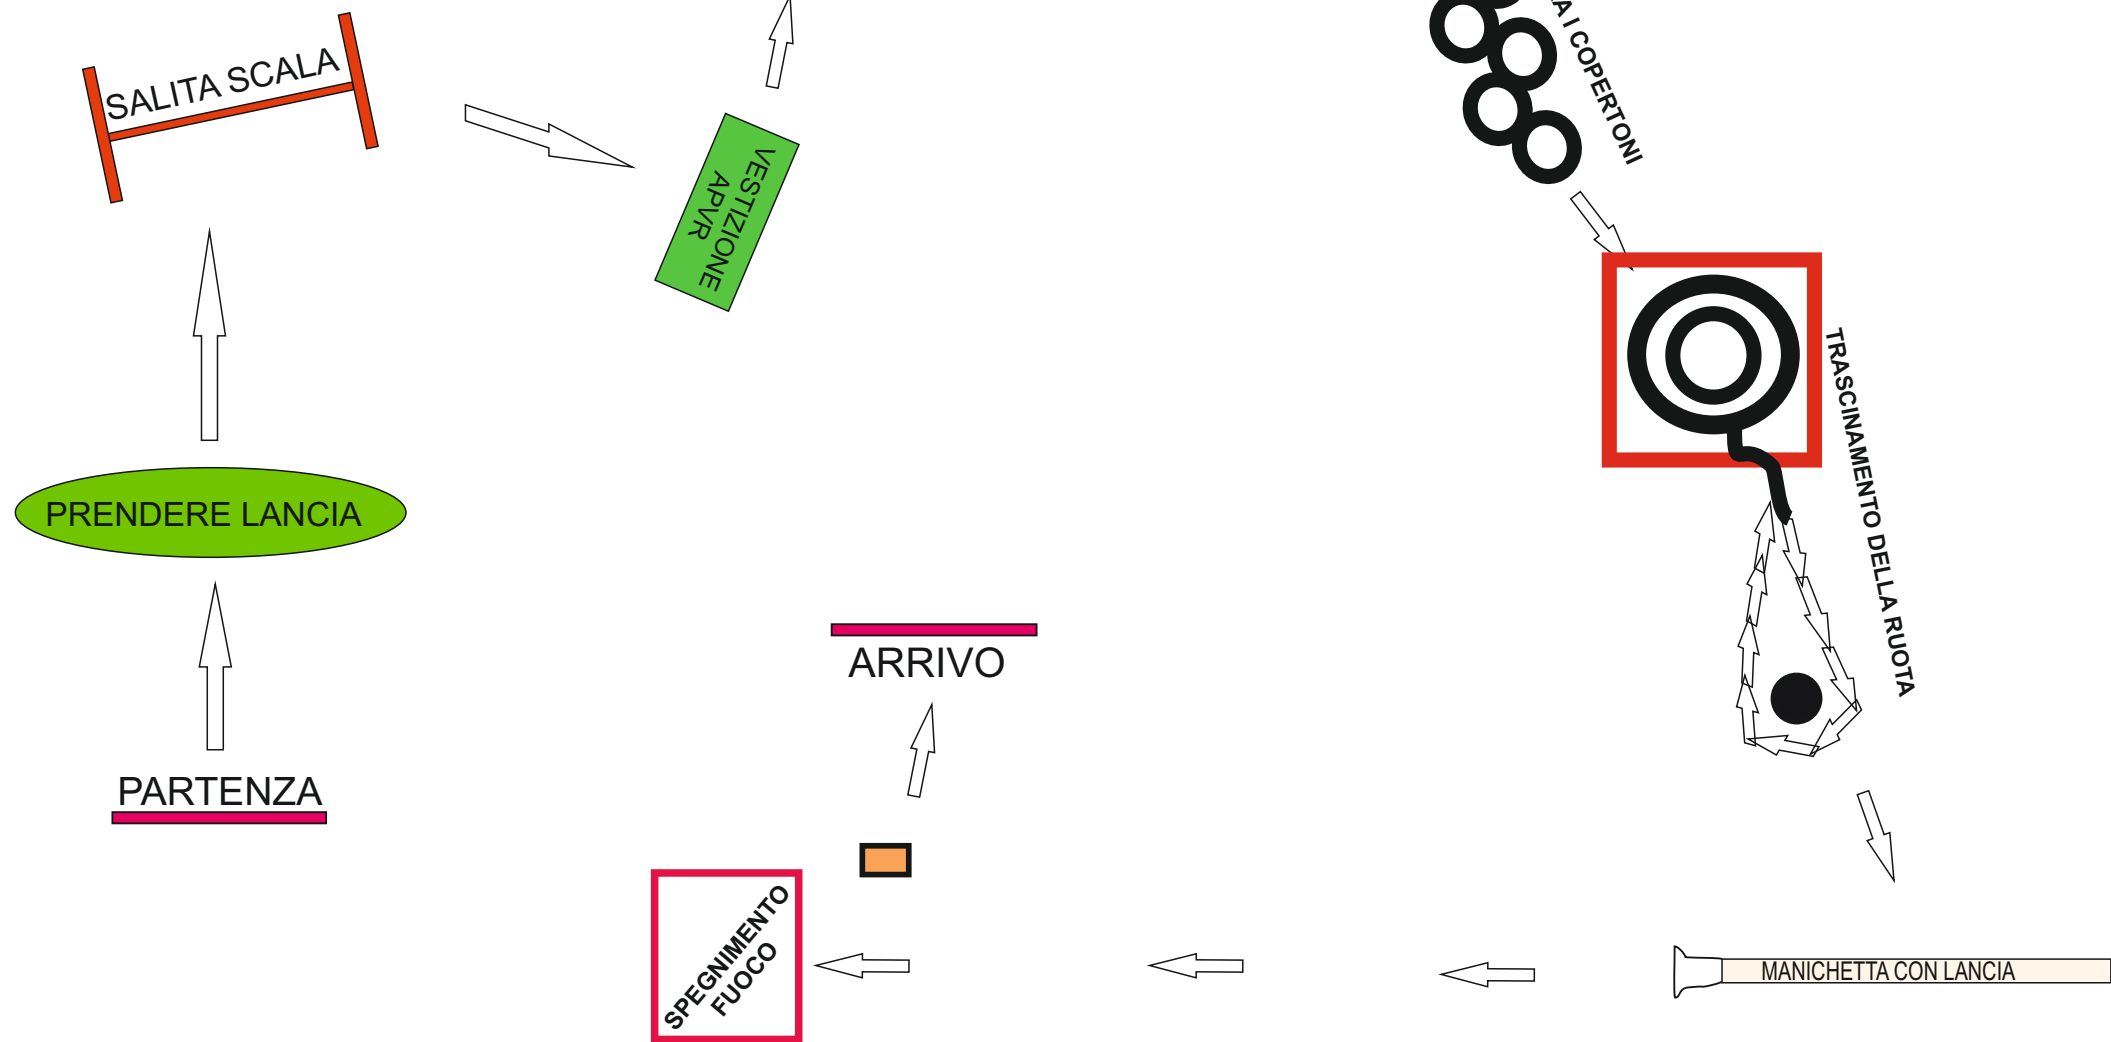 SALITA SCALA
VESTIZIONE
APVR
I COPERTONI
TRASCINAMENTO DELLA RUOTA
PRENDERE LANCIA
ARRIVO
PARTENZA
SPEGNIMENTO
FUOCO
MANICHETTA CON LANCIA